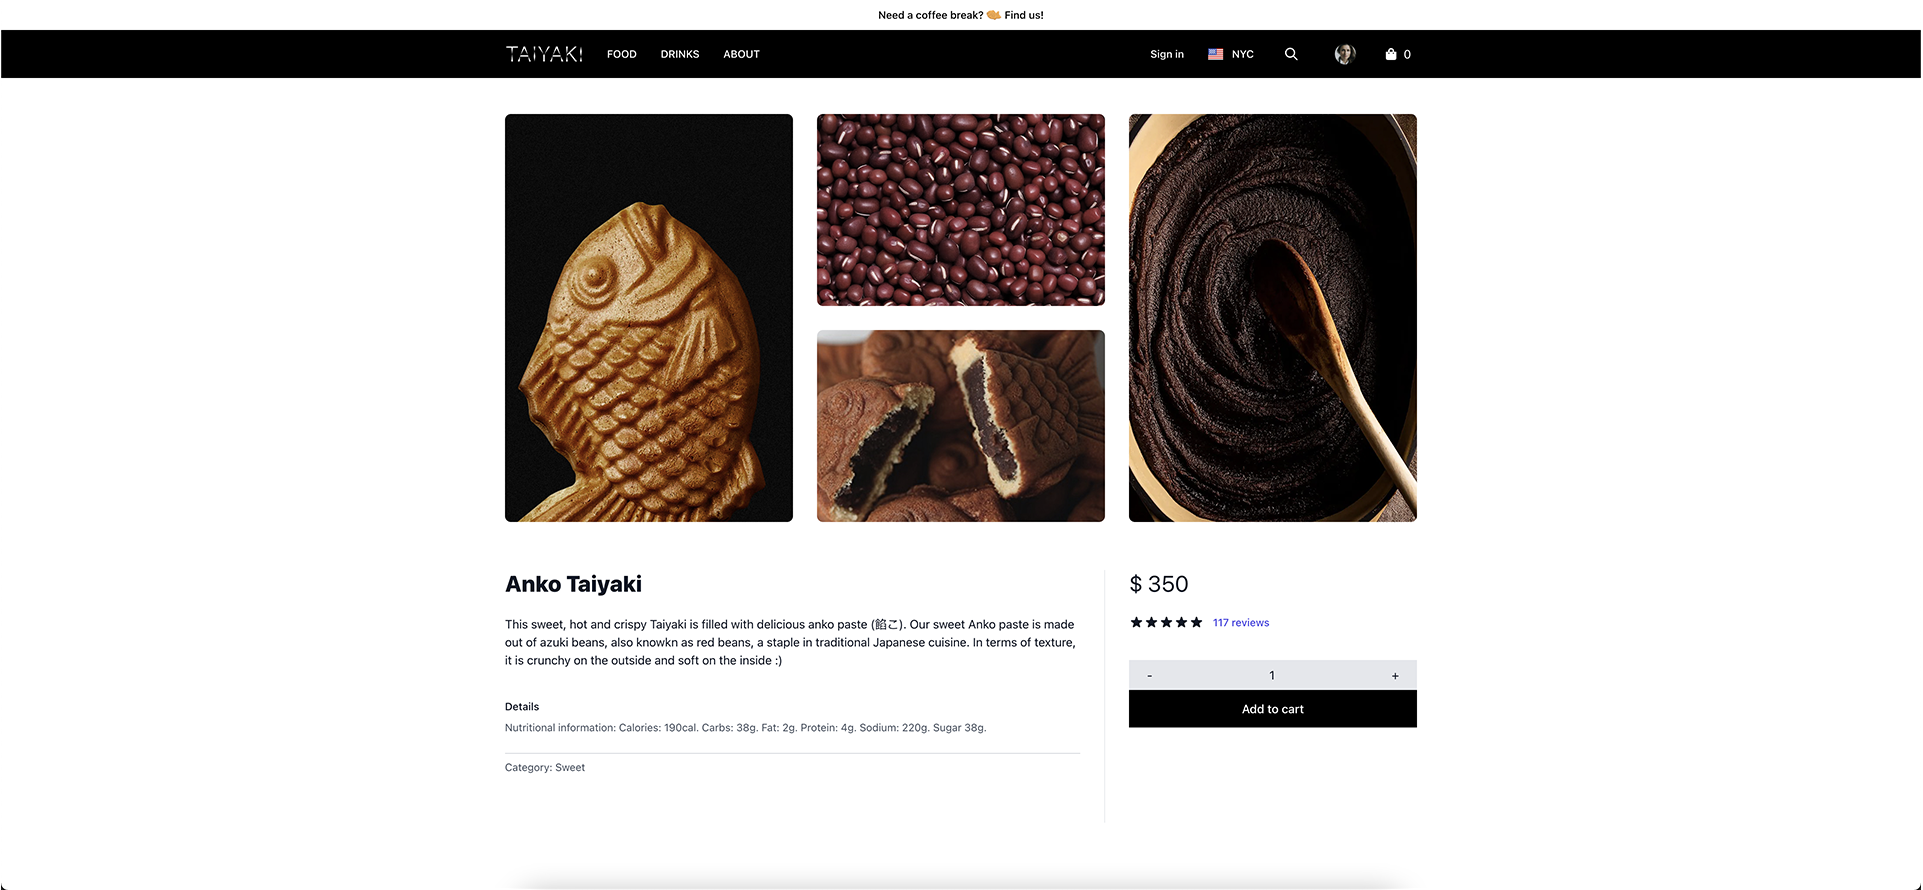 Need a coffee break? Find us!
TAIYAKI FOOD DRINKS ABOUT Sign in NYC 0
Anko Taiyaki
This sweet, hot and crispy Taiyaki is filled with delicious anko paste (餡こ). Our sweet Anko paste is made
out of azuki beans, also knowkn as red beans, a staple in traditional Japanese cuisine. In terms of texture,
it is crunchy on the outside and soft on the inside :)
Details
Nutritional information: Calories: 190cal. Carbs: 38g. Fat: 2g. Protein: 4g. Sodium: 220g. Sugar 38g.
Category: Sweet
$ 350
117 reviews
- 1 +
Add to cart